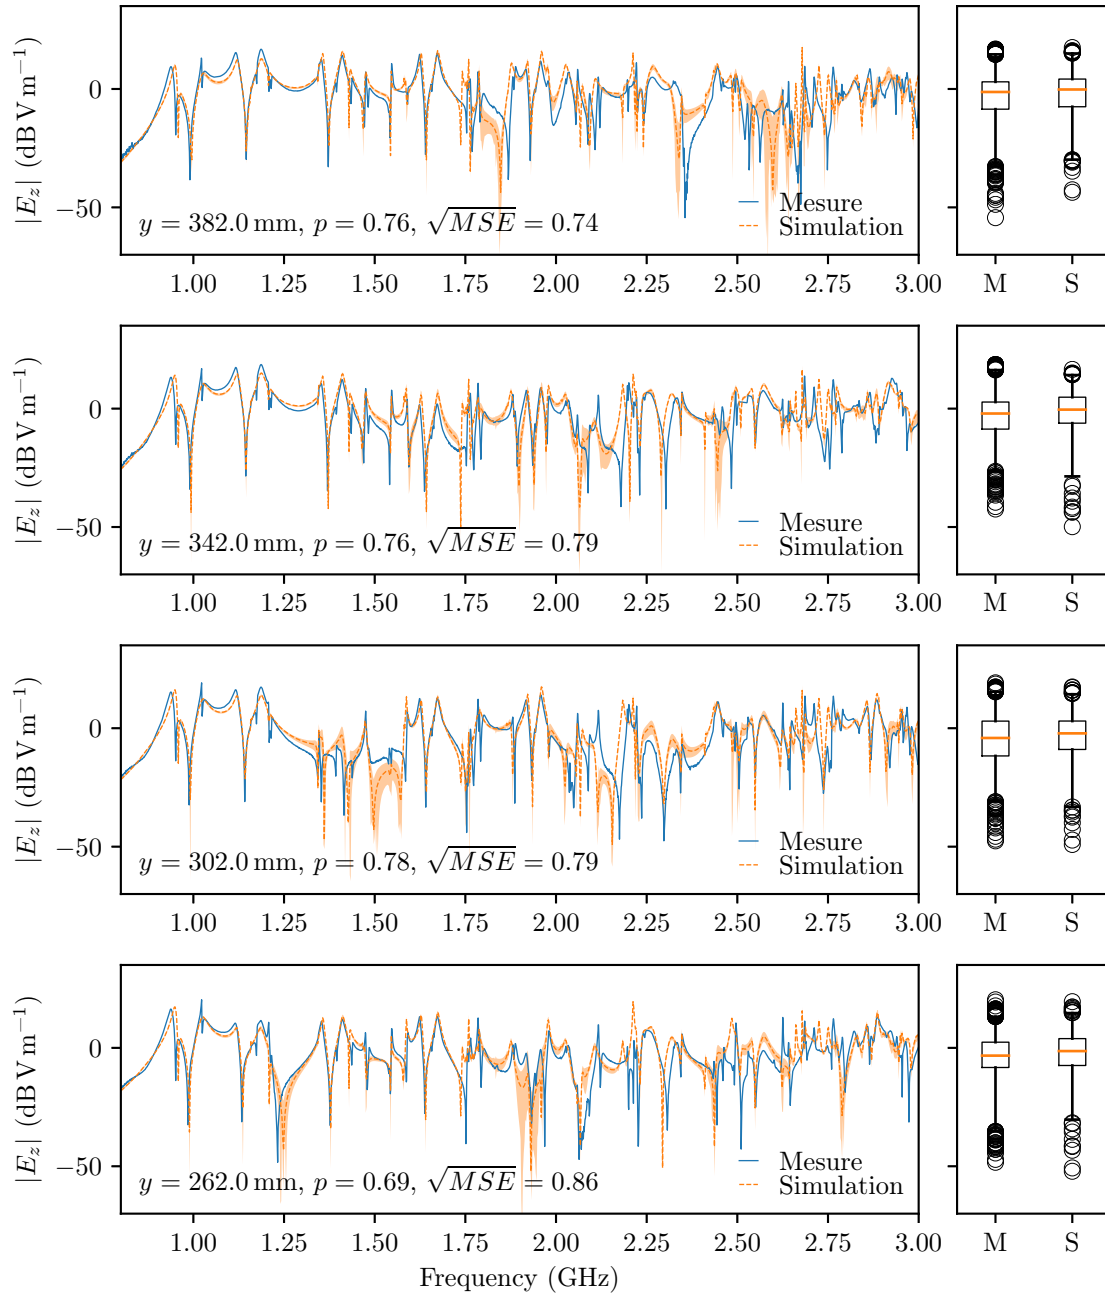 |E_z| (dB V m⁻¹)
0
−50
y = 382.0 mm, p = 0.76, √MSE = 0.74
Mesure
Simulation
1.00 1.25 1.50 1.75 2.00 2.25 2.50 2.75 3.00
M S
|E_z| (dB V m⁻¹)
0
−50
y = 342.0 mm, p = 0.76, √MSE = 0.79
Mesure
Simulation
1.00 1.25 1.50 1.75 2.00 2.25 2.50 2.75 3.00
M S
|E_z| (dB V m⁻¹)
0
−50
y = 302.0 mm, p = 0.78, √MSE = 0.79
Mesure
Simulation
1.00 1.25 1.50 1.75 2.00 2.25 2.50 2.75 3.00
M S
|E_z| (dB V m⁻¹)
0
−50
y = 262.0 mm, p = 0.69, √MSE = 0.86
Mesure
Simulation
1.00 1.25 1.50 1.75 2.00 2.25 2.50 2.75 3.00
M S
Frequency (GHz)